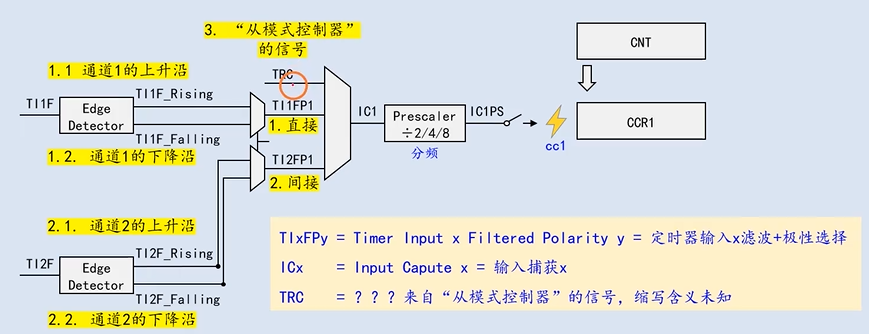 3. “从模式控制器”
的信号
CNT
1.1 通道1的上升沿
TRC
TI1F_Rising
TI1F
Edge
Detector
TI1FP1
IC1
Prescaler
÷2/4/8
IC1PS
CCR1
1.直接
TI1F_Falling
分频
cc1
1.2. 通道1的下降沿
TI2FP1
2.间接
2.1. 通道2的上升沿
TI2F_Rising
TI2F
Edge
Detector
TI2F_Falling
2.2. 通道2的下降沿
TIxFPy = Timer Input x Filtered Polarity y = 定时器输入x滤波+极性选择
ICx = Input Capute x = 输入捕获x
TRC = ? ? ? 来自“从模式控制器”的信号, 缩写含义未知